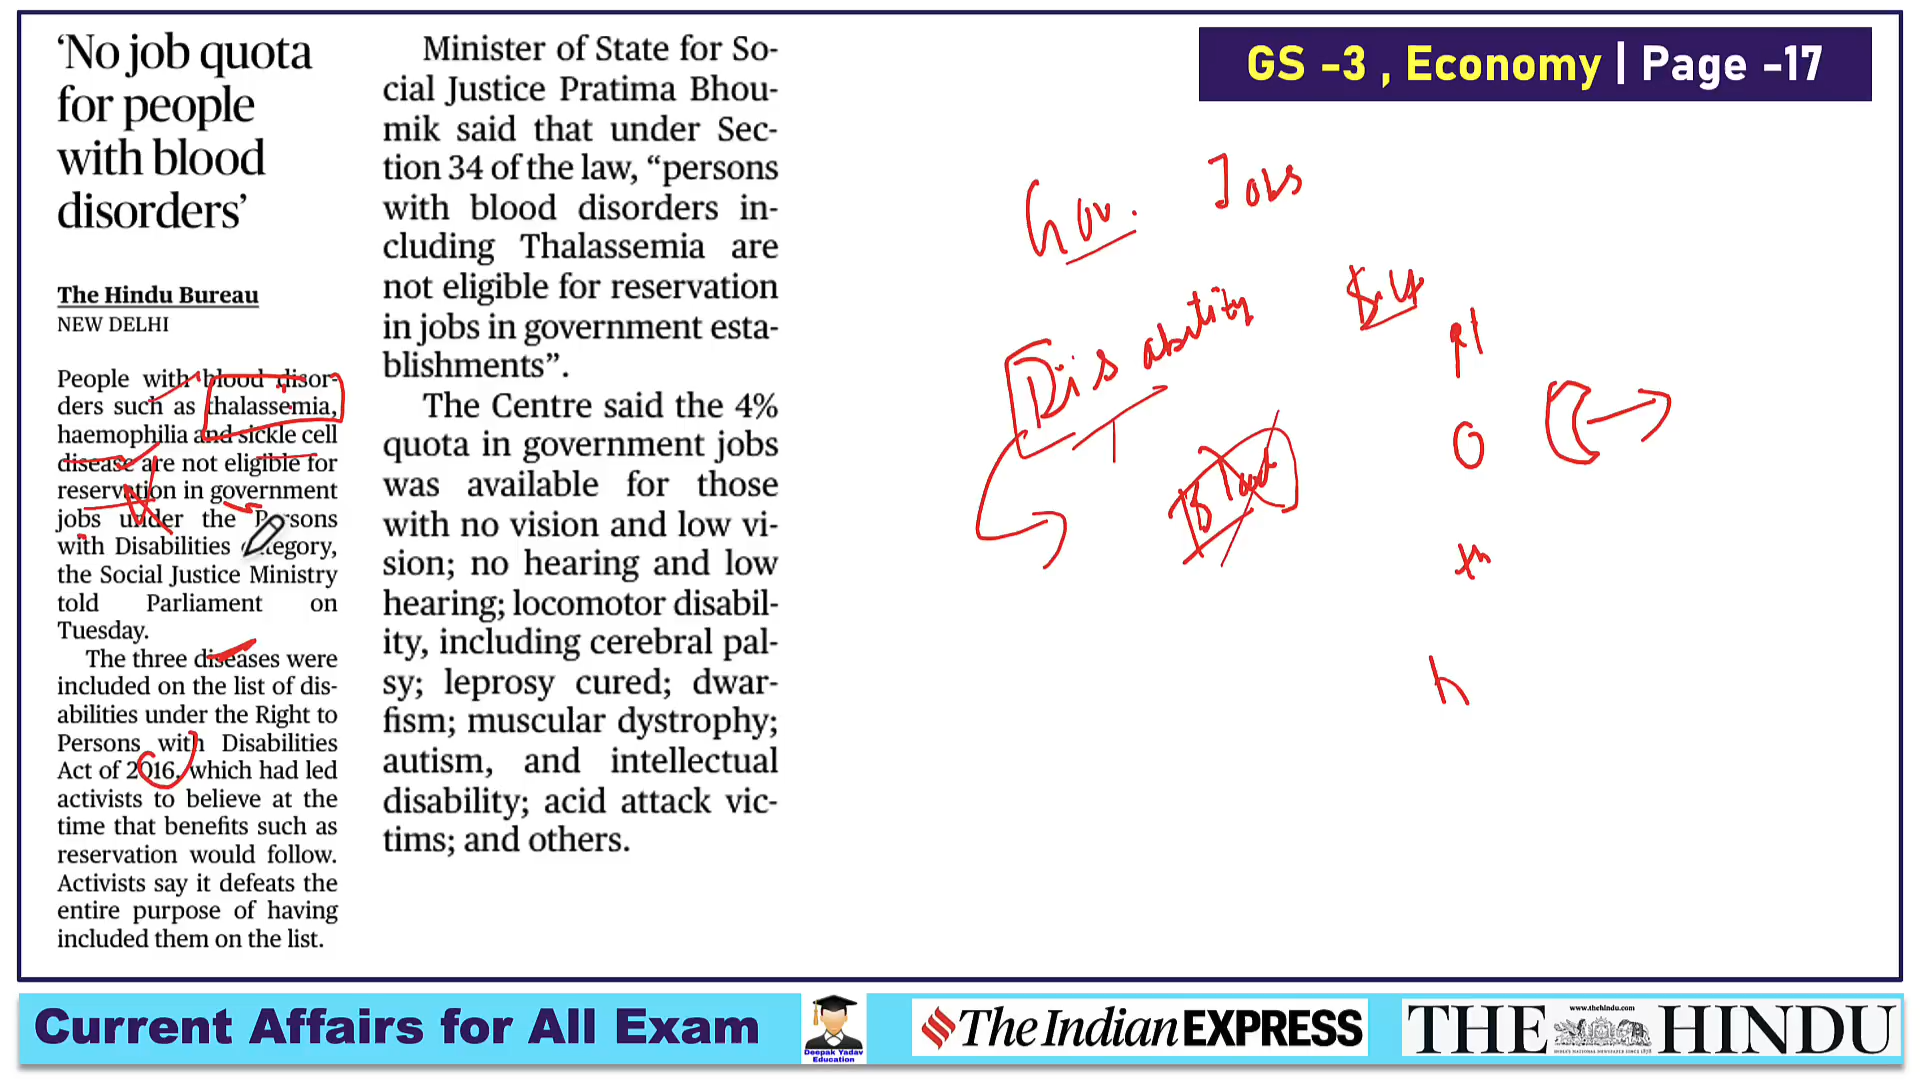 ‘No job quota
for people
with blood
disorders’
The Hindu Bureau
NEW DELHI
People with blood disor-
ders such as thalassemia,
haemophilia and sickle cell
disease are not eligible for
reservation in government
jobs under the Persons
with Disabilities category,
the Social Justice Ministry
told Parliament on
Tuesday.
The three diseases were
included on the list of dis-
abilities under the Right to
Persons with Disabilities
Act of 2016, which had led
activists to believe at the
time that benefits such as
reservation would follow.
Activists say it defeats the
entire purpose of having
included them on the list.
Minister of State for So-
cial Justice Pratima Bhou-
mik said that under Sec-
tion 34 of the law, “persons
with blood disorders in-
cluding Thalassemia are
not eligible for reservation
in jobs in government esta-
blishments”.
The Centre said the 4%
quota in government jobs
was available for those
with no vision and low vi-
sion; no hearing and low
hearing; locomotor disabil-
ity, including cerebral pal-
sy; leprosy cured; dwar-
fism; muscular dystrophy;
autism, and intellectual
disability; acid attack vic-
tims; and others.
GS -3 , Economy | Page -17
Gov. Jobs
Disability
Blood
Current Affairs for All Exam
Deepak Yadav
Education
The Indian EXPRESS
www.thehindu.com
THE HINDU